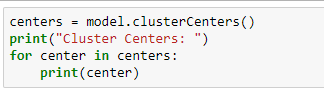 centers = model.clusterCenters()
print("Cluster Centers: ")
for center in centers:
    print(center)